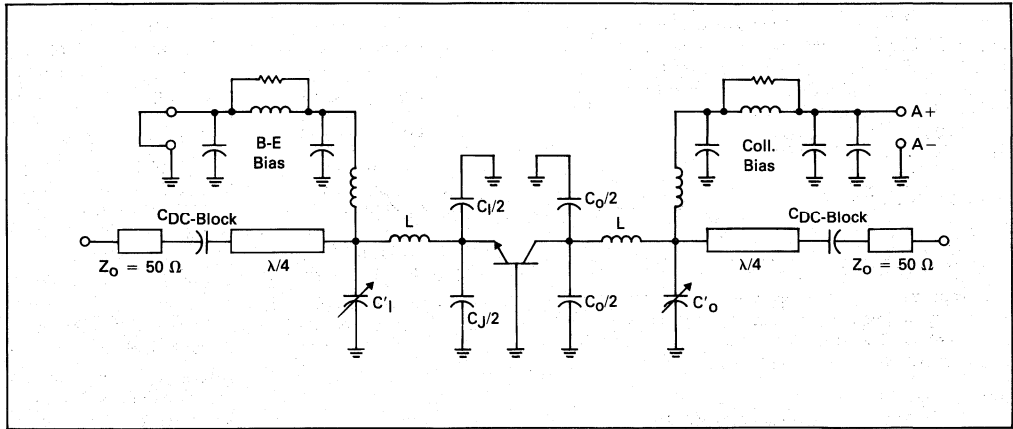 B-E
Bias
Coll.
Bias
A+
A−
C_I/2
C_O/2
C_DC-Block
L
L
C_DC-Block
Z_O = 50 Ω
λ/4
C'_I
C_J/2
C_O/2
C'_O
λ/4
Z_O = 50 Ω